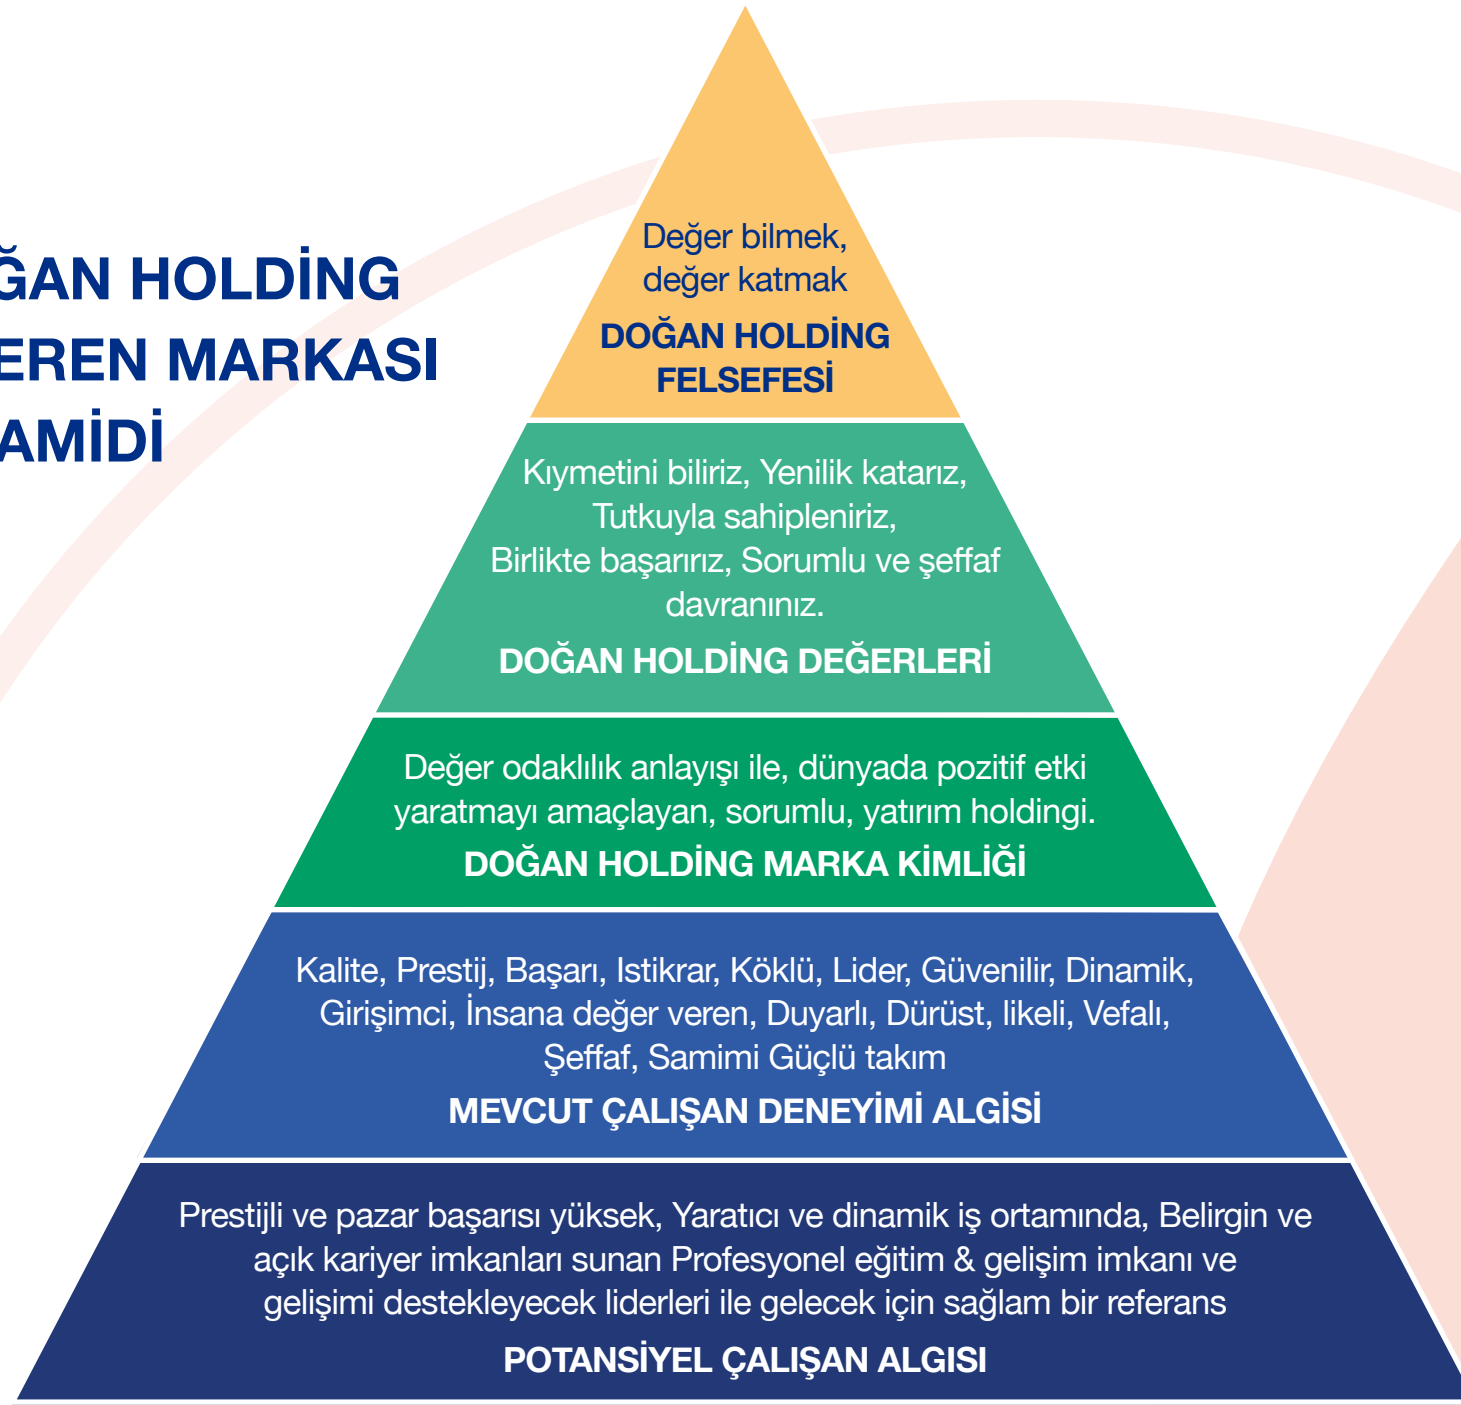 ĞAN HOLDİNG
EREN MARKASI
AMİDİ
Değer bilmek,
değer katmak
DOĞAN HOLDİNG
FELSEFESİ
Kıymetini biliriz, Yenilik katarız,
Tutkuyla sahipleniriz,
Birlikte başarırız, Sorumlu ve şeffaf
davranınız.
DOĞAN HOLDİNG DEĞERLERİ
Değer odaklılık anlayışı ile, dünyada pozitif etki
yaratmayı amaçlayan, sorumlu, yatırım holdingi.
DOĞAN HOLDİNG MARKA KİMLİĞİ
Kalite, Prestij, Başarı, Istikrar, Köklü, Lider, Güvenilir, Dinamik,
Girişimci, İnsana değer veren, Duyarlı, Dürüst, likeli, Vefalı,
Şeffaf, Samimi Güçlü takım
MEVCUT ÇALIŞAN DENEYİMİ ALGISİ
Prestijli ve pazar başarısı yüksek, Yaratıcı ve dinamik iş ortamında, Belirgin ve
açık kariyer imkanları sunan Profesyonel eğitim & gelişim imkanı ve
gelişimi destekleyecek liderleri ile gelecek için sağlam bir referans
POTANSİYEL ÇALIŞAN ALGISI